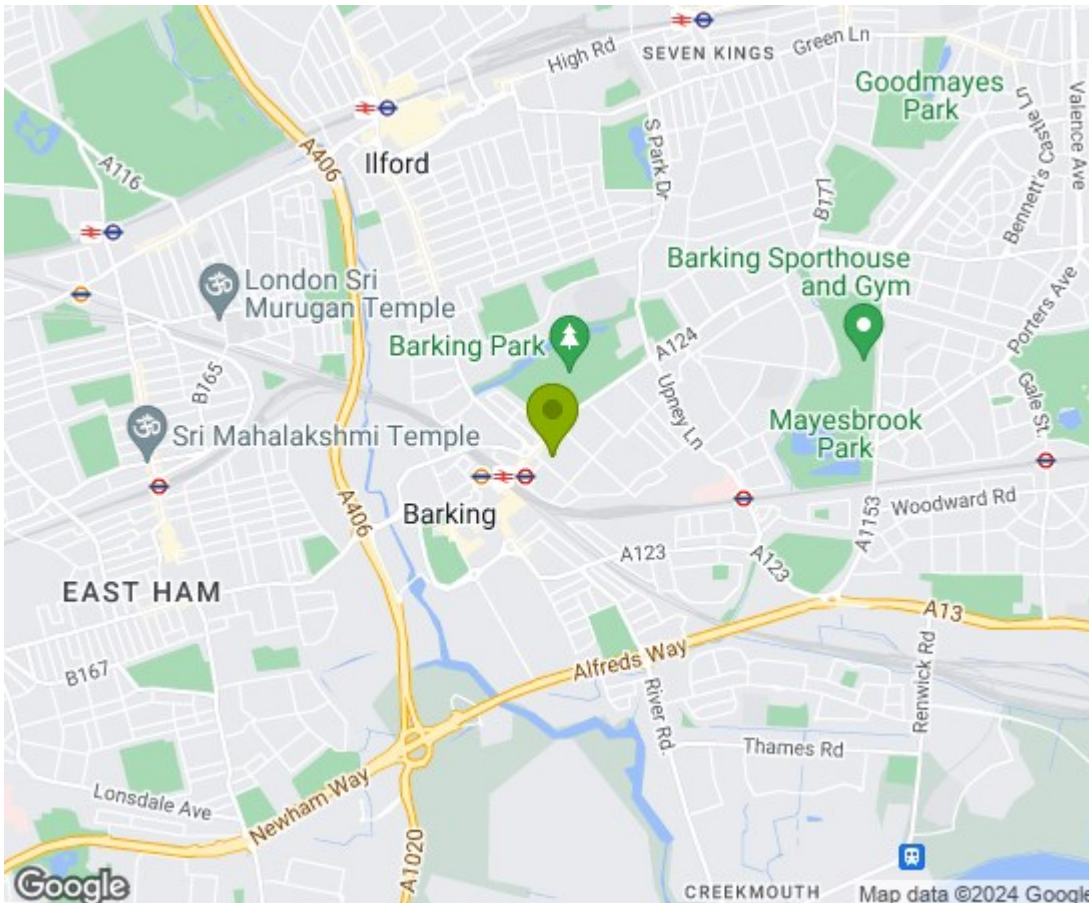 SEVEN KINGS
Green Ln
High Rd
Goodmayes
Park
Bennett's Castle Ln
Valence Ave
A406
A116
Ilford
S Park Dr
B171
London Sri
Murugan Temple
Barking Sporthouse
and Gym
Porters Ave
Barking Park
A124
B165
Upney Ln
Gale St.
Sri Mahalakshmi Temple
Mayesbrook
Park
Woodward Rd
A406
Barking
A1153
A123
A123
EAST HAM
A13
B167
Alfreds Way
River Rd.
Renwick Rd
Thames Rd
Lonsdale Ave
Newham Way
A1020
CREEKMOUTH
Google
Map data ©2024 Google